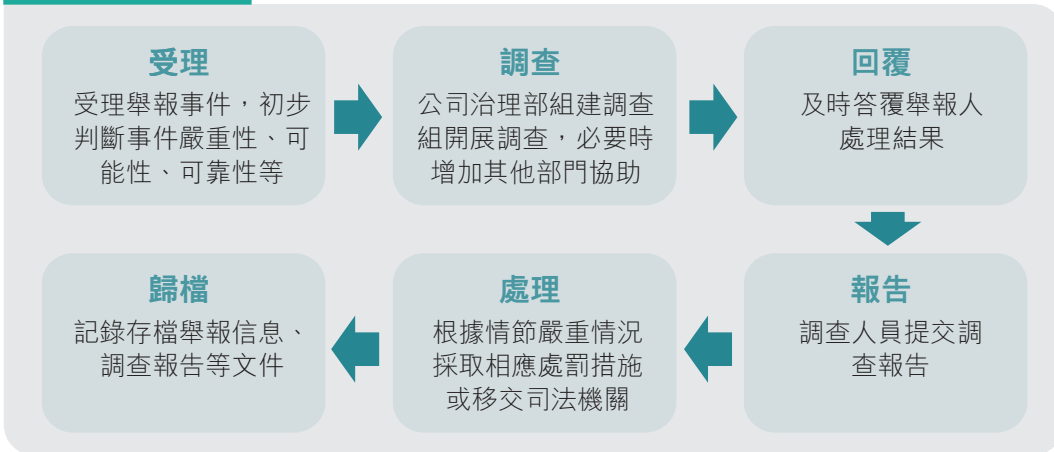 受理
受理舉報事件，初步
判斷事件嚴重性、可
能性、可靠性等
調查
公司治理部組建調查
組開展調查，必要時
增加其他部門協助
回覆
及時答覆舉報人
處理結果
報告
調查人員提交調
查報告
處理
根據情節嚴重情況
採取相應處罰措施
或移交司法機關
歸檔
記錄存檔舉報信息、
調查報告等文件